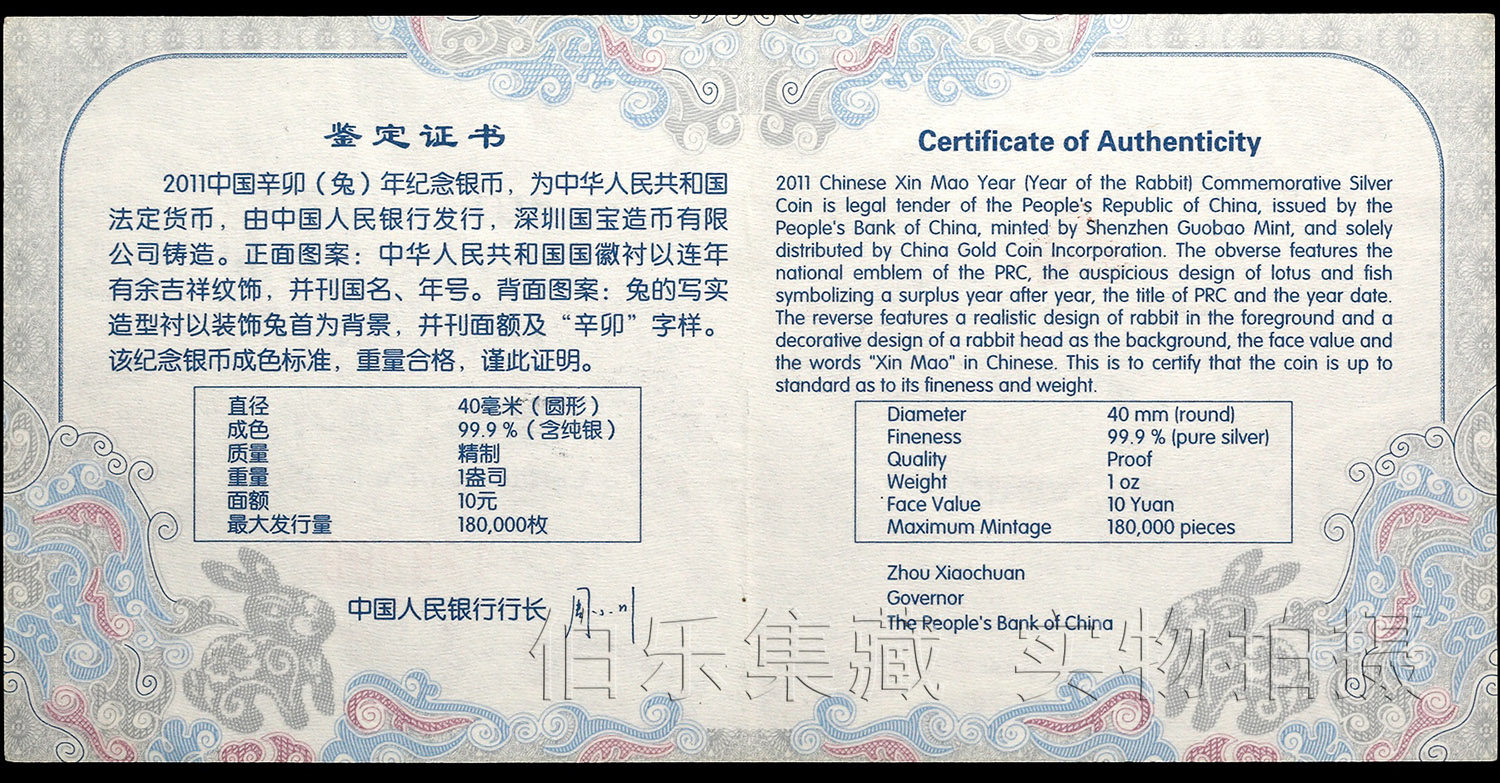 鉴定证书
2011中国辛卯（兔）年纪念银币，为中华人民共和国
法定货币，由中国人民银行发行，深圳国宝造币有限
公司铸造。正面图案：中华人民共和国国徽衬以连年
有余吉祥纹饰，并刊国名、年号。背面图案：兔的写实
造型衬以装饰兔首为背景，并刊面额及“辛卯”字样。
该纪念银币成色标准，重量合格，谨此证明。
直径 40毫米（圆形）
成色 99.9％（含纯银）
质量 精制
重量 1盎司
面额 10元
最大发行量 180,000枚
中国人民银行行长 周小川
Certificate of Authenticity
2011 Chinese Xin Mao Year (Year of the Rabbit) Commemorative Silver
Coin is legal tender of the People's Republic of China, issued by the
People's Bank of China, minted by Shenzhen Guobao Mint, and solely
distributed by China Gold Coin Incorporation. The obverse features the
national emblem of the PRC, the auspicious design of lotus and fish
symbolizing a surplus year after year, the title of PRC and the year date.
The reverse features a realistic design of rabbit in the foreground and a
decorative design of a rabbit head as the background, the face value and
the words "Xin Mao" in Chinese. This is to certify that the coin is up to
standard as to its fineness and weight.
Diameter 40 mm (round)
Fineness 99.9 % (pure silver)
Quality Proof
Weight 1 oz
Face Value 10 Yuan
Maximum Mintage 180,000 pieces
Zhou Xiaochuan
Governor
The People's Bank of China
伯乐集藏 实物拍摄